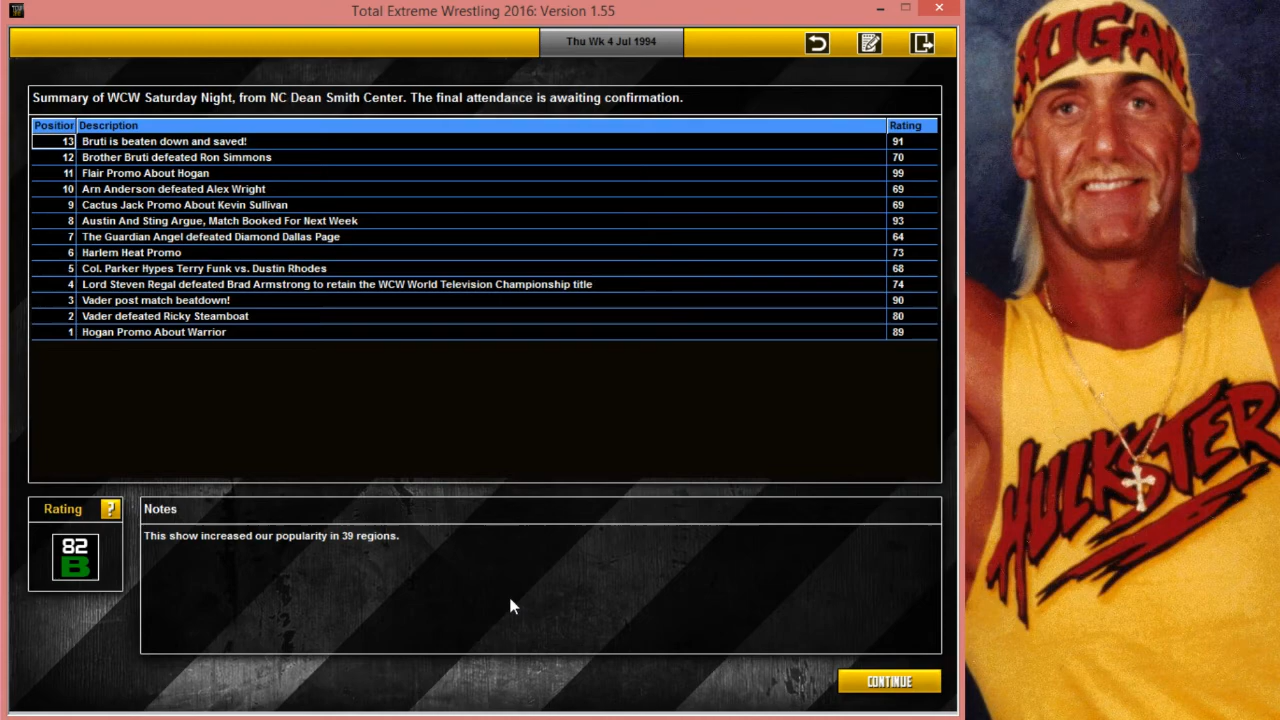 Total Extreme Wrestling 2016: Version 1.55
Thu Wk 4 Jul 1994
Summary of WCW Saturday Night, from NC Dean Smith Center. The final attendance is awaiting confirmation.
Position Description Rating
13 Bruti is beaten down and saved! 91
12 Brother Bruti defeated Ron Simmons 70
11 Flair Promo About Hogan 99
10 Arn Anderson defeated Alex Wright 69
9 Cactus Jack Promo About Kevin Sullivan 69
8 Austin And Sting Argue, Match Booked For Next Week 93
7 The Guardian Angel defeated Diamond Dallas Page 64
6 Harlem Heat Promo 73
5 Col. Parker Hypes Terry Funk vs. Dustin Rhodes 68
4 Lord Steven Regal defeated Brad Armstrong to retain the WCW World Television Championship title 74
3 Vader post match beatdown! 90
2 Vader defeated Ricky Steamboat 80
1 Hogan Promo About Warrior 89
Rating ?
82
B
Notes
This show increased our popularity in 39 regions.
CONTINUE
HOGAN
HULKSTER